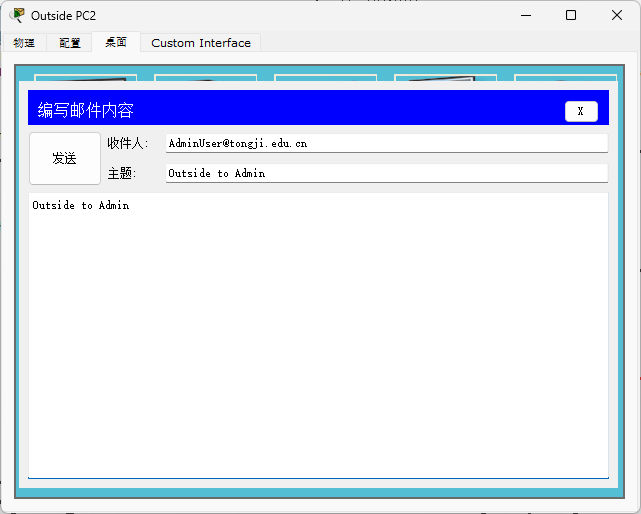 Outside PC2
物理 配置 桌面 Custom Interface
编写邮件内容 X
发送
收件人: AdminUser@tongji.edu.cn
主题: Outside to Admin
Outside to Admin